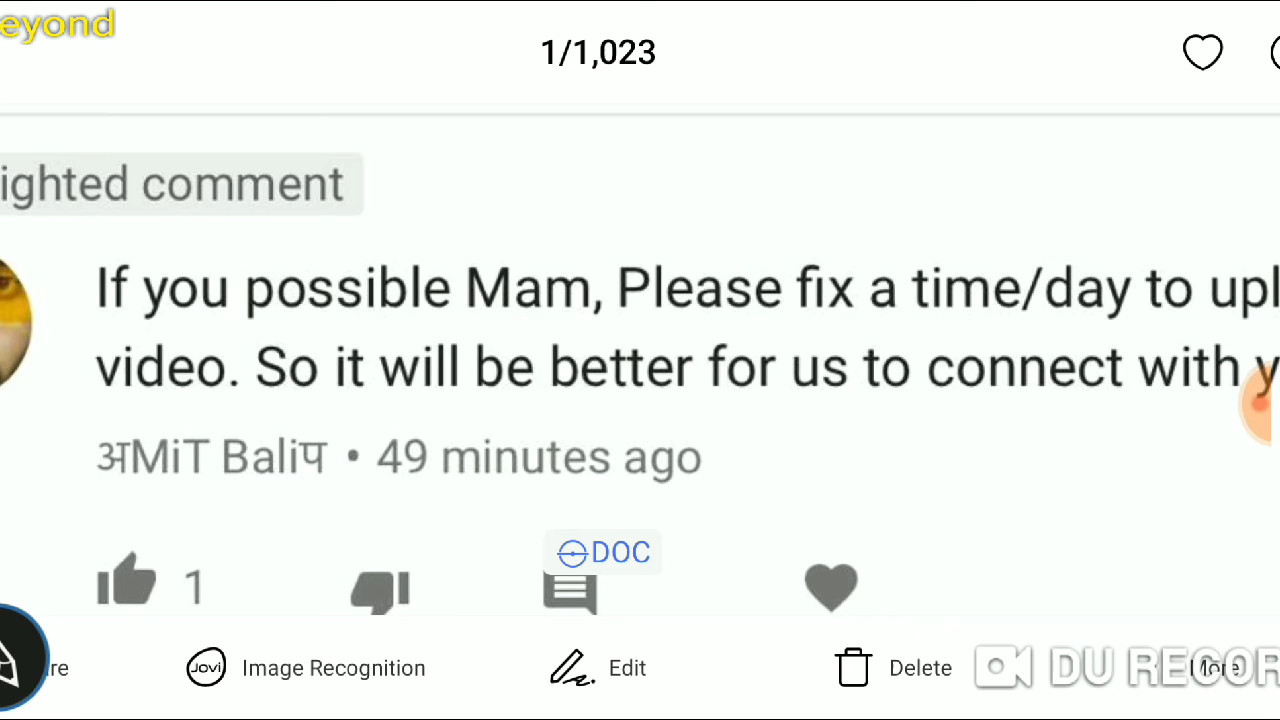 eyond
1/1,023
ighted comment
If you possible Mam, Please fix a time/day to upl
video. So it will be better for us to connect with y
अMiT Baliप • 49 minutes ago
DOC
1
re
Jovi Image Recognition
Edit
Delete
More
DU RECOR